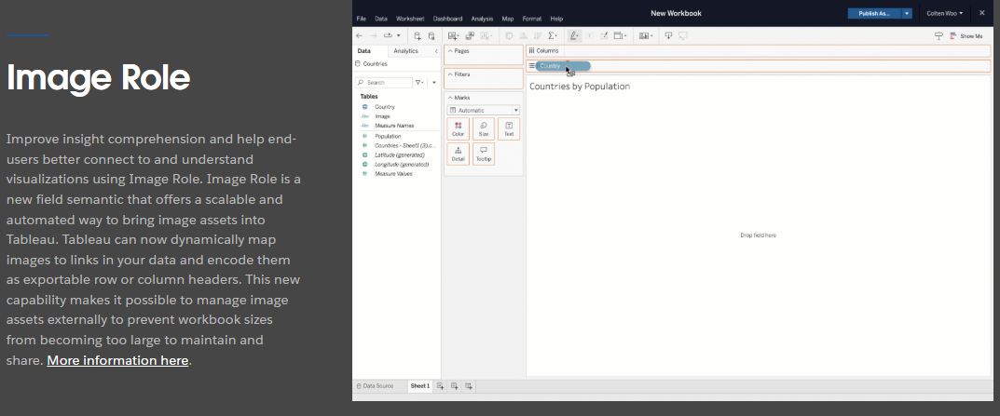 Image Role
Improve insight comprehension and help end-
users better connect to and understand
visualizations using Image Role. Image Role is a
new field semantic that offers a scalable and
automated way to bring image assets into
Tableau. Tableau can now dynamically map
images to links in your data and encode them
as exportable row or column headers. This new
capability makes it possible to manage image
assets externally to prevent workbook sizes
from becoming too large to maintain and
share. More information here.
New Workbook
Publish As...
Colten Woo
File Data Worksheet Dashboard Analysis Map Format Help
Show Me
Data Analytics
Countries
Search
Tables
Country
Abc Image
Abc Measure Names
Population
Countries - Sheet1 (3).c...
Latitude (generated)
Longitude (generated)
Measure Values
Pages
Filters
Marks
Automatic
Color Size Text
Detail Tooltip
Columns
Country
Countries by Population
Drop field here
Data Source Sheet 1